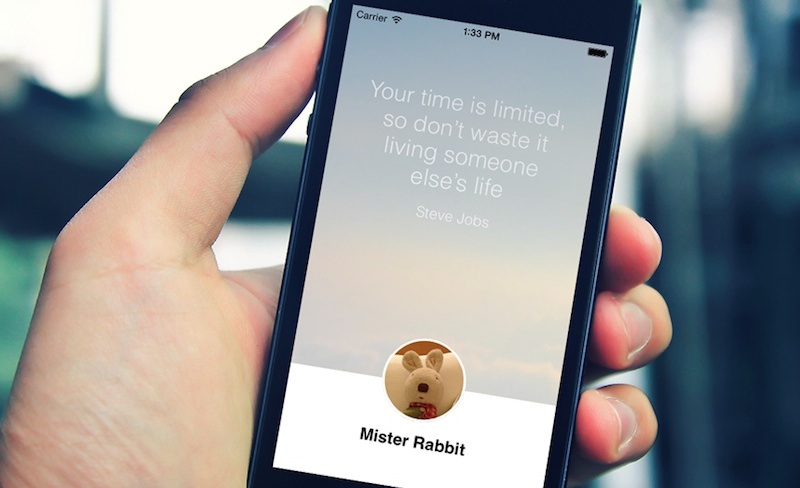 Carrier
1:33 PM
Your time is limited,
so don't waste it
living someone
else's life
Steve Jobs
Mister Rabbit